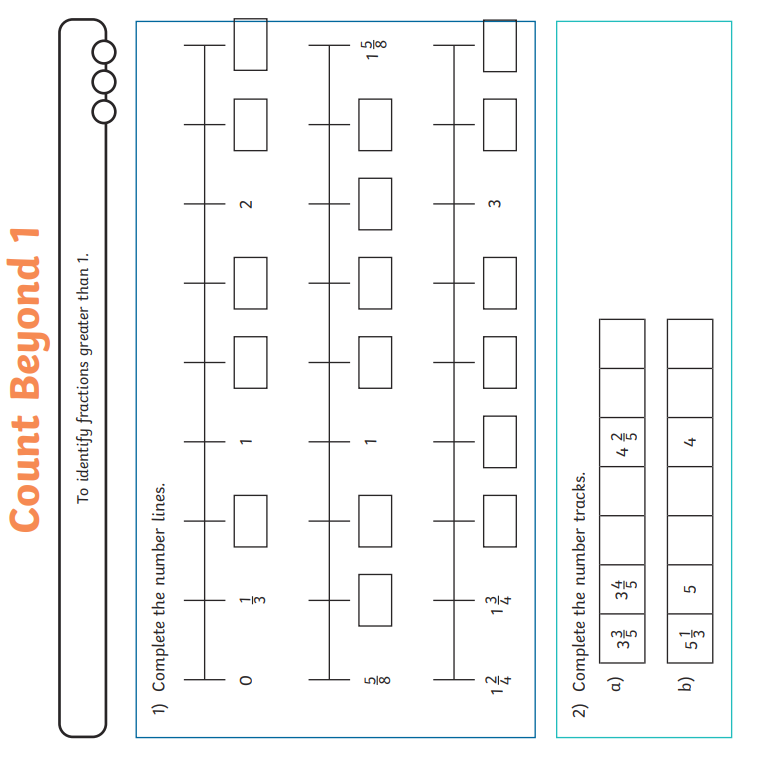 Count Beyond 1
To identify fractions greater than 1.
1) Complete the number lines.
0 1/3 1 2
5/8 1 1 5/8
1 2/4 1 3/4 3
2) Complete the number tracks.
a) 3 3/5 3 4/5 4 2/5
b) 5 1/3 5 4